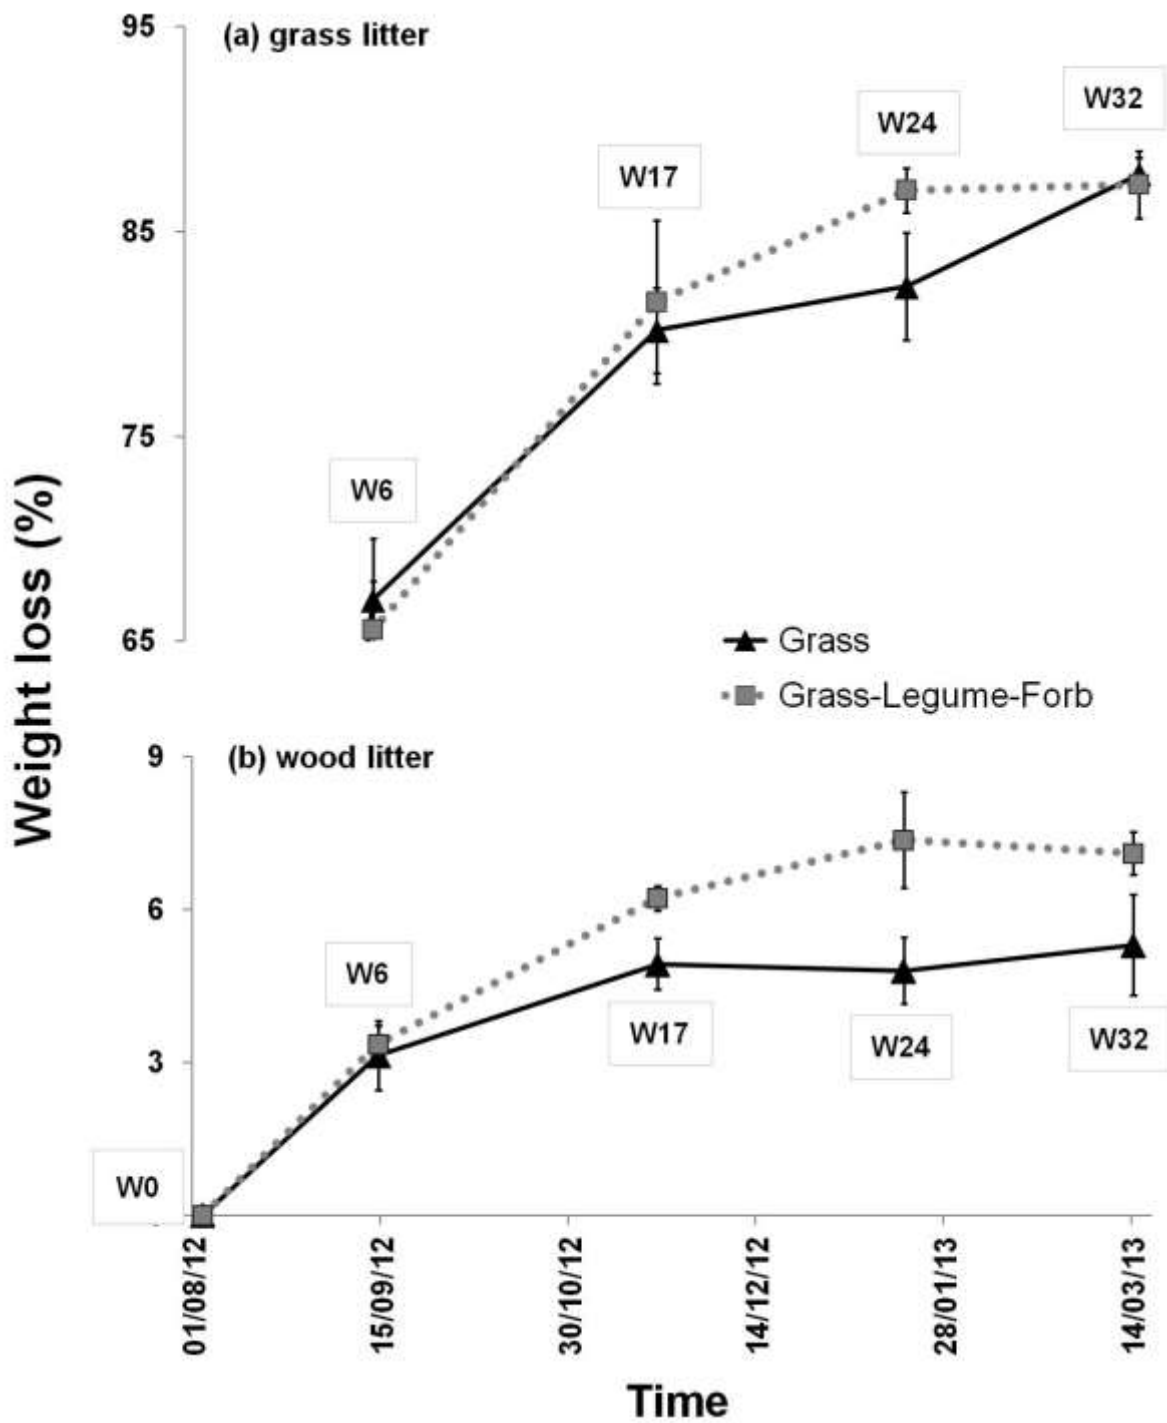 95
(a) grass litter
W32
W24
W17
85
75
W6
65
Grass
Grass-Legume-Forb
Weight loss (%)
9
(b) wood litter
6
W6
W17
W24
W32
3
W0
01/08/12
15/09/12
30/10/12
14/12/12
28/01/13
14/03/13
Time